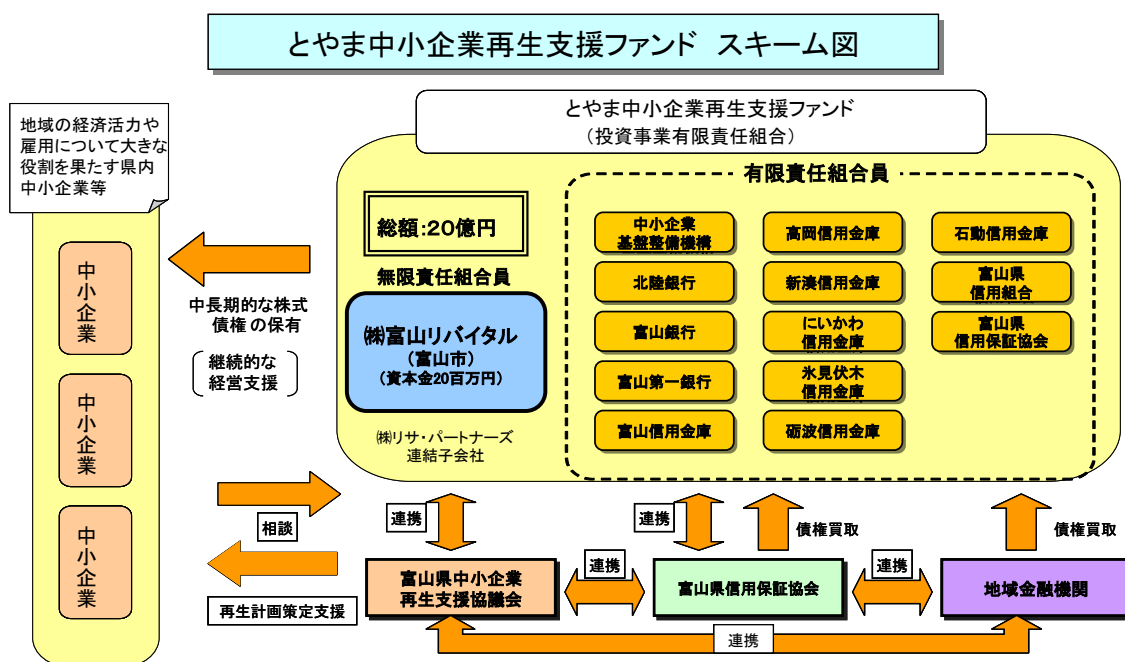 とやま中小企業再生支援ファンド スキーム図
地域の経済活力や
雇用について大きな
役割を果たす県内
中小企業等
中小企業
中小企業
中小企業
中長期的な株式
債権 の保有
継続的な
経営支援
とやま中小企業再生支援ファンド
（投資事業有限責任組合）
総額：２０億円
無限責任組合員
㈱富山リバイタル
（富山市）
（資本金20百万円）
㈱リサ・パートナーズ
連結子会社
有限責任組合員
中小企業
基盤整備機構
北陸銀行
富山銀行
富山第一銀行
富山信用金庫
高岡信用金庫
新湊信用金庫
にいかわ
信用金庫
氷見伏木
信用金庫
砺波信用金庫
石動信用金庫
富山県
信用組合
富山県
信用保証協会
相談
再生計画策定支援
連携
連携
債権買取
債権買取
富山県中小企業
再生支援協議会
連携
富山県信用保証協会
連携
地域金融機関
連携